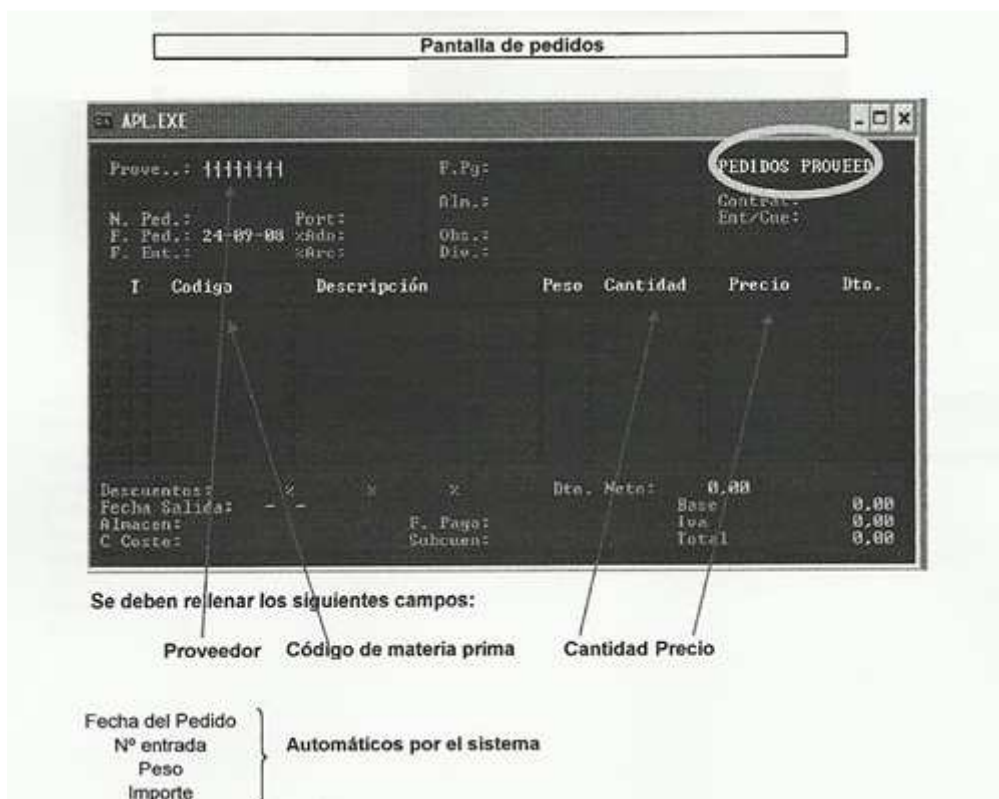 Pantalla de pedidos
APL.EXE
Prove..: F.Pg: PEDIDOS PROVEED
Alm.: Contrat:
N. Ped.: Port: Ent/Cue:
F. Ped.: 24-09-08 %Adn: Obs.:
F. Ent.: %Arc: Div.:
T Codigo Descripción Peso Cantidad Precio Dto.
Descuentos: % % % Dto. Neto: 0,00
Fecha Salida: - - Base 0,00
Almacen: F. Pago: Iva 0,00
C Coste: Subcuen: Total 0,00
Se deben rellenar los siguientes campos:
Proveedor Código de materia prima Cantidad Precio
Fecha del Pedido
Nº entrada
Peso
Importe
Automáticos por el sistema